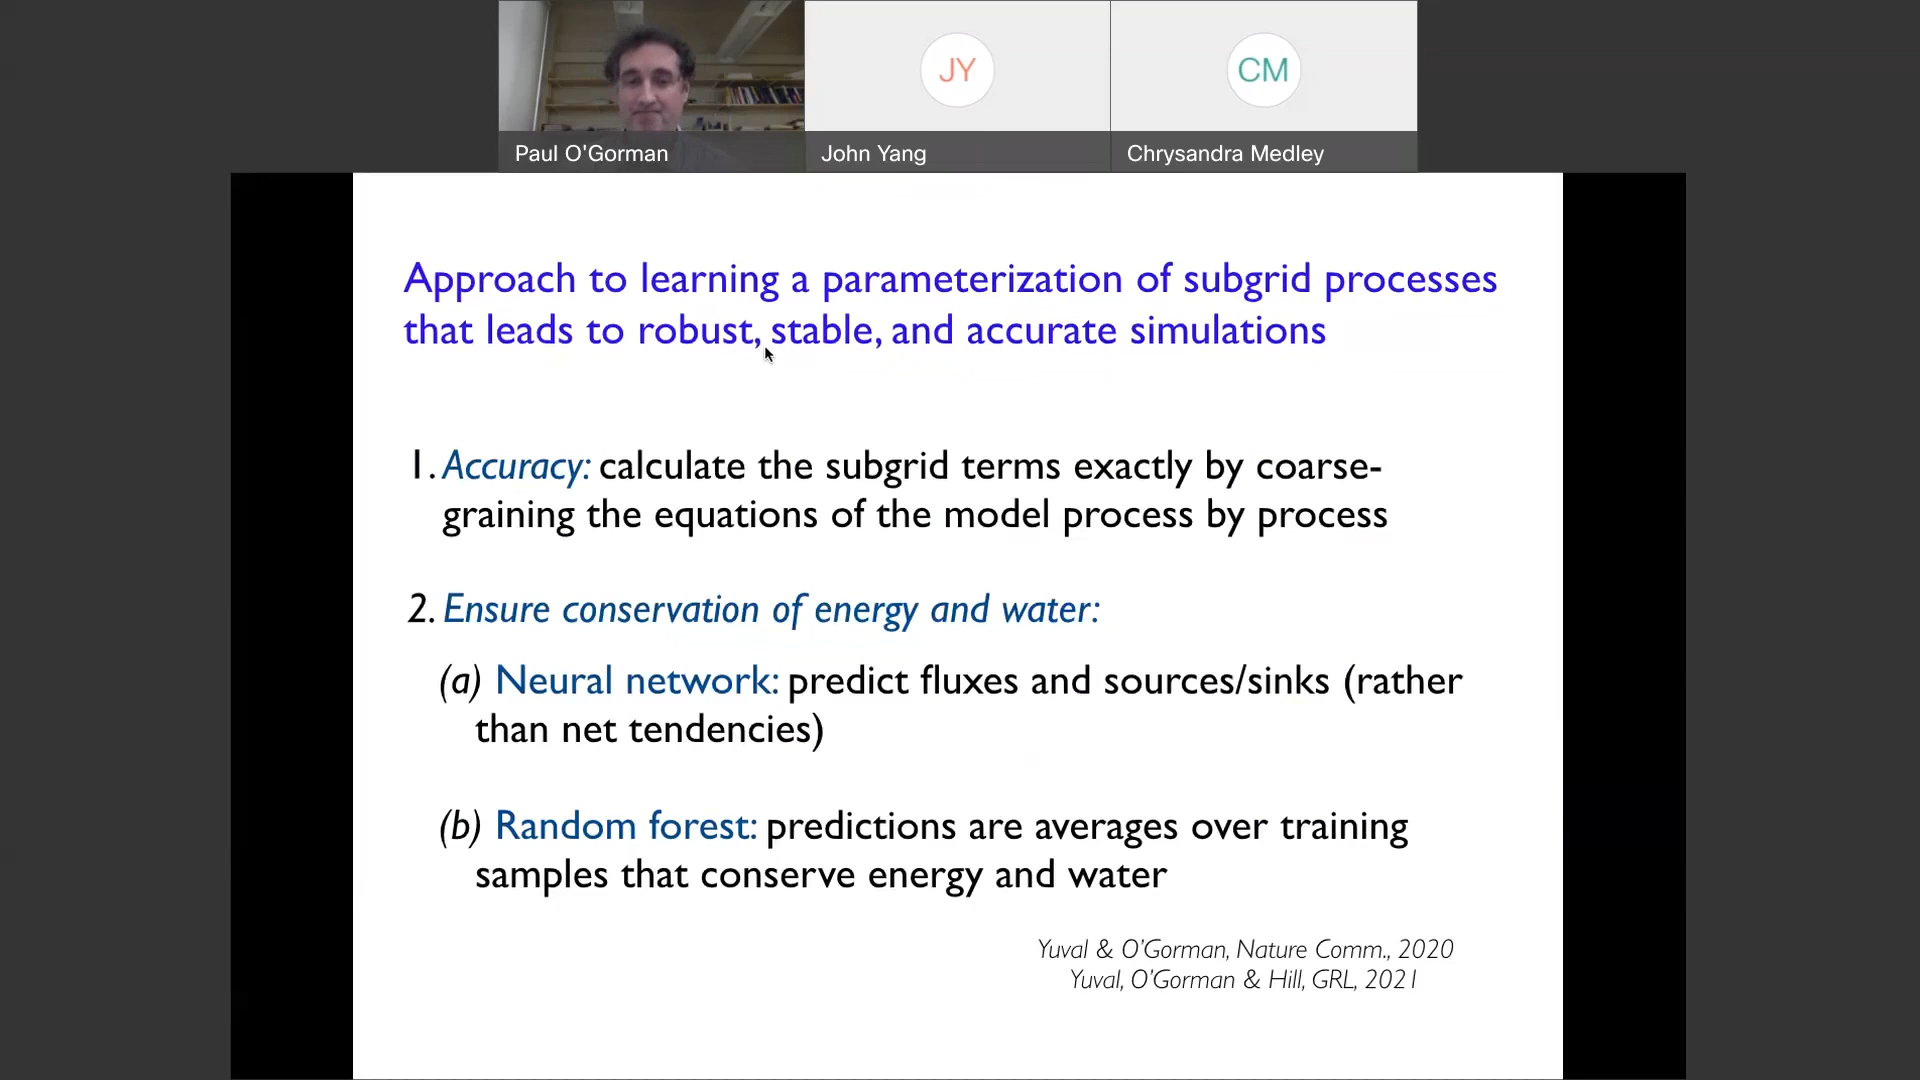 JY
CM
Paul O'Gorman
John Yang
Chrysandra Medley
Approach to learning a parameterization of subgrid processes
that leads to robust, stable, and accurate simulations
1. Accuracy: calculate the subgrid terms exactly by coarse-
graining the equations of the model process by process
2. Ensure conservation of energy and water:
(a) Neural network: predict fluxes and sources/sinks (rather
than net tendencies)
(b) Random forest: predictions are averages over training
samples that conserve energy and water
Yuval & O’Gorman, Nature Comm., 2020
Yuval, O’Gorman & Hill, GRL, 2021